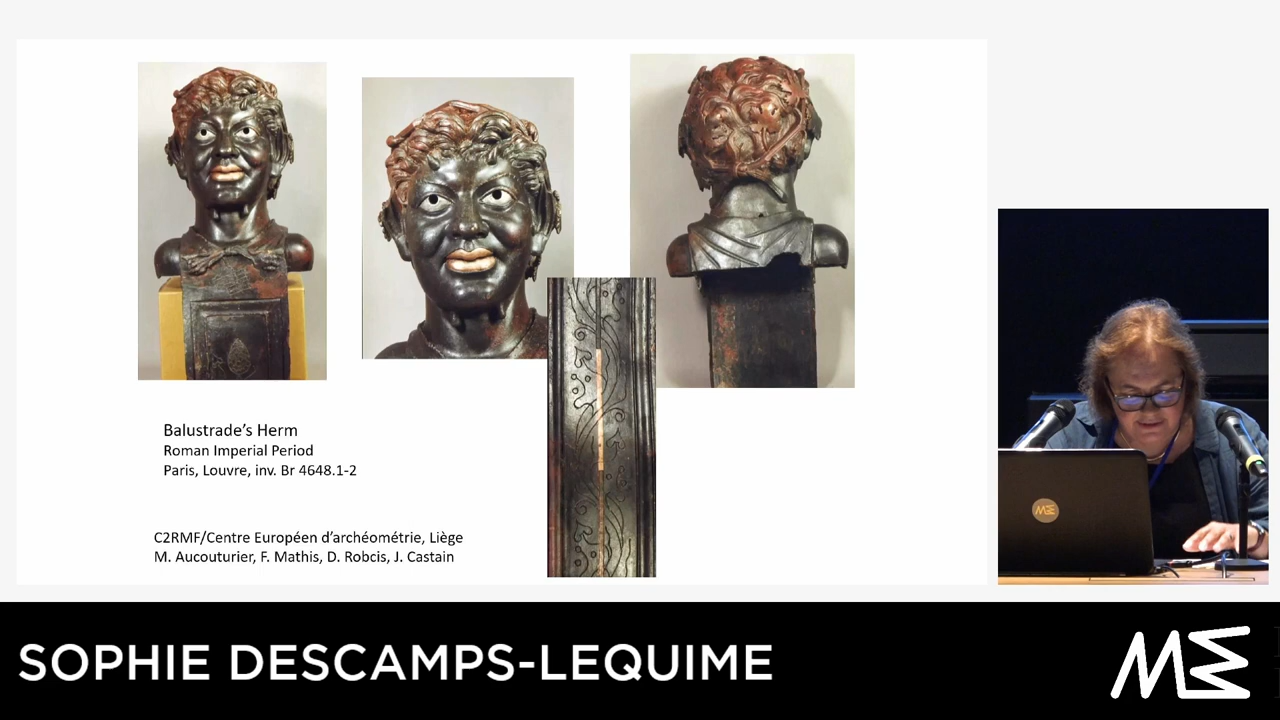 Balustrade's Herm
Roman Imperial Period
Paris, Louvre, inv. Br 4648.1-2
C2RMF/Centre Européen d'archéométrie, Liège
M. Aucouturier, F. Mathis, D. Robcis, J. Castain
SOPHIE DESCAMPS-LEQUIME